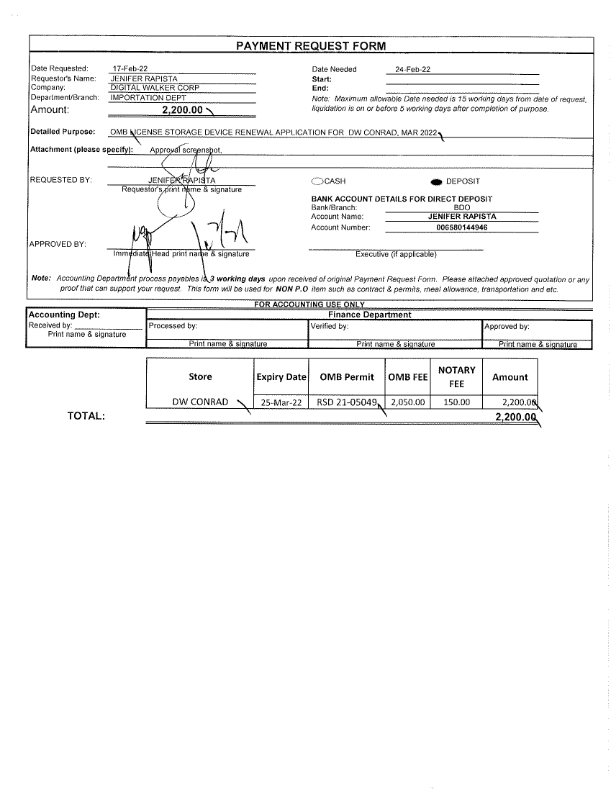 PAYMENT REQUEST FORM
Date Requested: 17-Feb-22 Date Needed 24-Feb-22
Requestor's Name: JENIFER RAPISTA Start:
Company: DIGITAL WALKER CORP End:
Department/Branch: IMPORTATION DEPT Note: Maximum allowable Date needed is 15 working days from date of request,
Amount: 2,200.00 liquidation is on or before 5 working days after completion of purpose.
Detailed Purpose: OMB LICENSE STORAGE DEVICE RENEWAL APPLICATION FOR DW CONRAD, MAR 2022
Attachment (please specify): Approval screenshot.
REQUESTED BY: JENIFER RAPISTA CASH DEPOSIT
Requestor's print name & signature
BANK ACCOUNT DETAILS FOR DIRECT DEPOSIT
Bank/Branch: BDO
Account Name: JENIFER RAPISTA
Account Number: 006580144946
APPROVED BY:
Immediate Head print name & signature Executive (if applicable)
Note: Accounting Department process payables is 3 working days upon received of original Payment Request Form. Please attached approved quotation or any
proof that can support your request. This form will be used for NON P.O item such as contract & permits, meal allowance, transportation and etc.
FOR ACCOUNTING USE ONLY
Accounting Dept: Finance Department
Received by: Processed by: Verified by: Approved by:
Print name & signature
Print name & signature Print name & signature Print name & signature
Store Expiry Date OMB Permit OMB FEE NOTARY FEE Amount
DW CONRAD 25-Mar-22 RSD 21-05049 2,050.00 150.00 2,200.00
TOTAL: 2,200.00